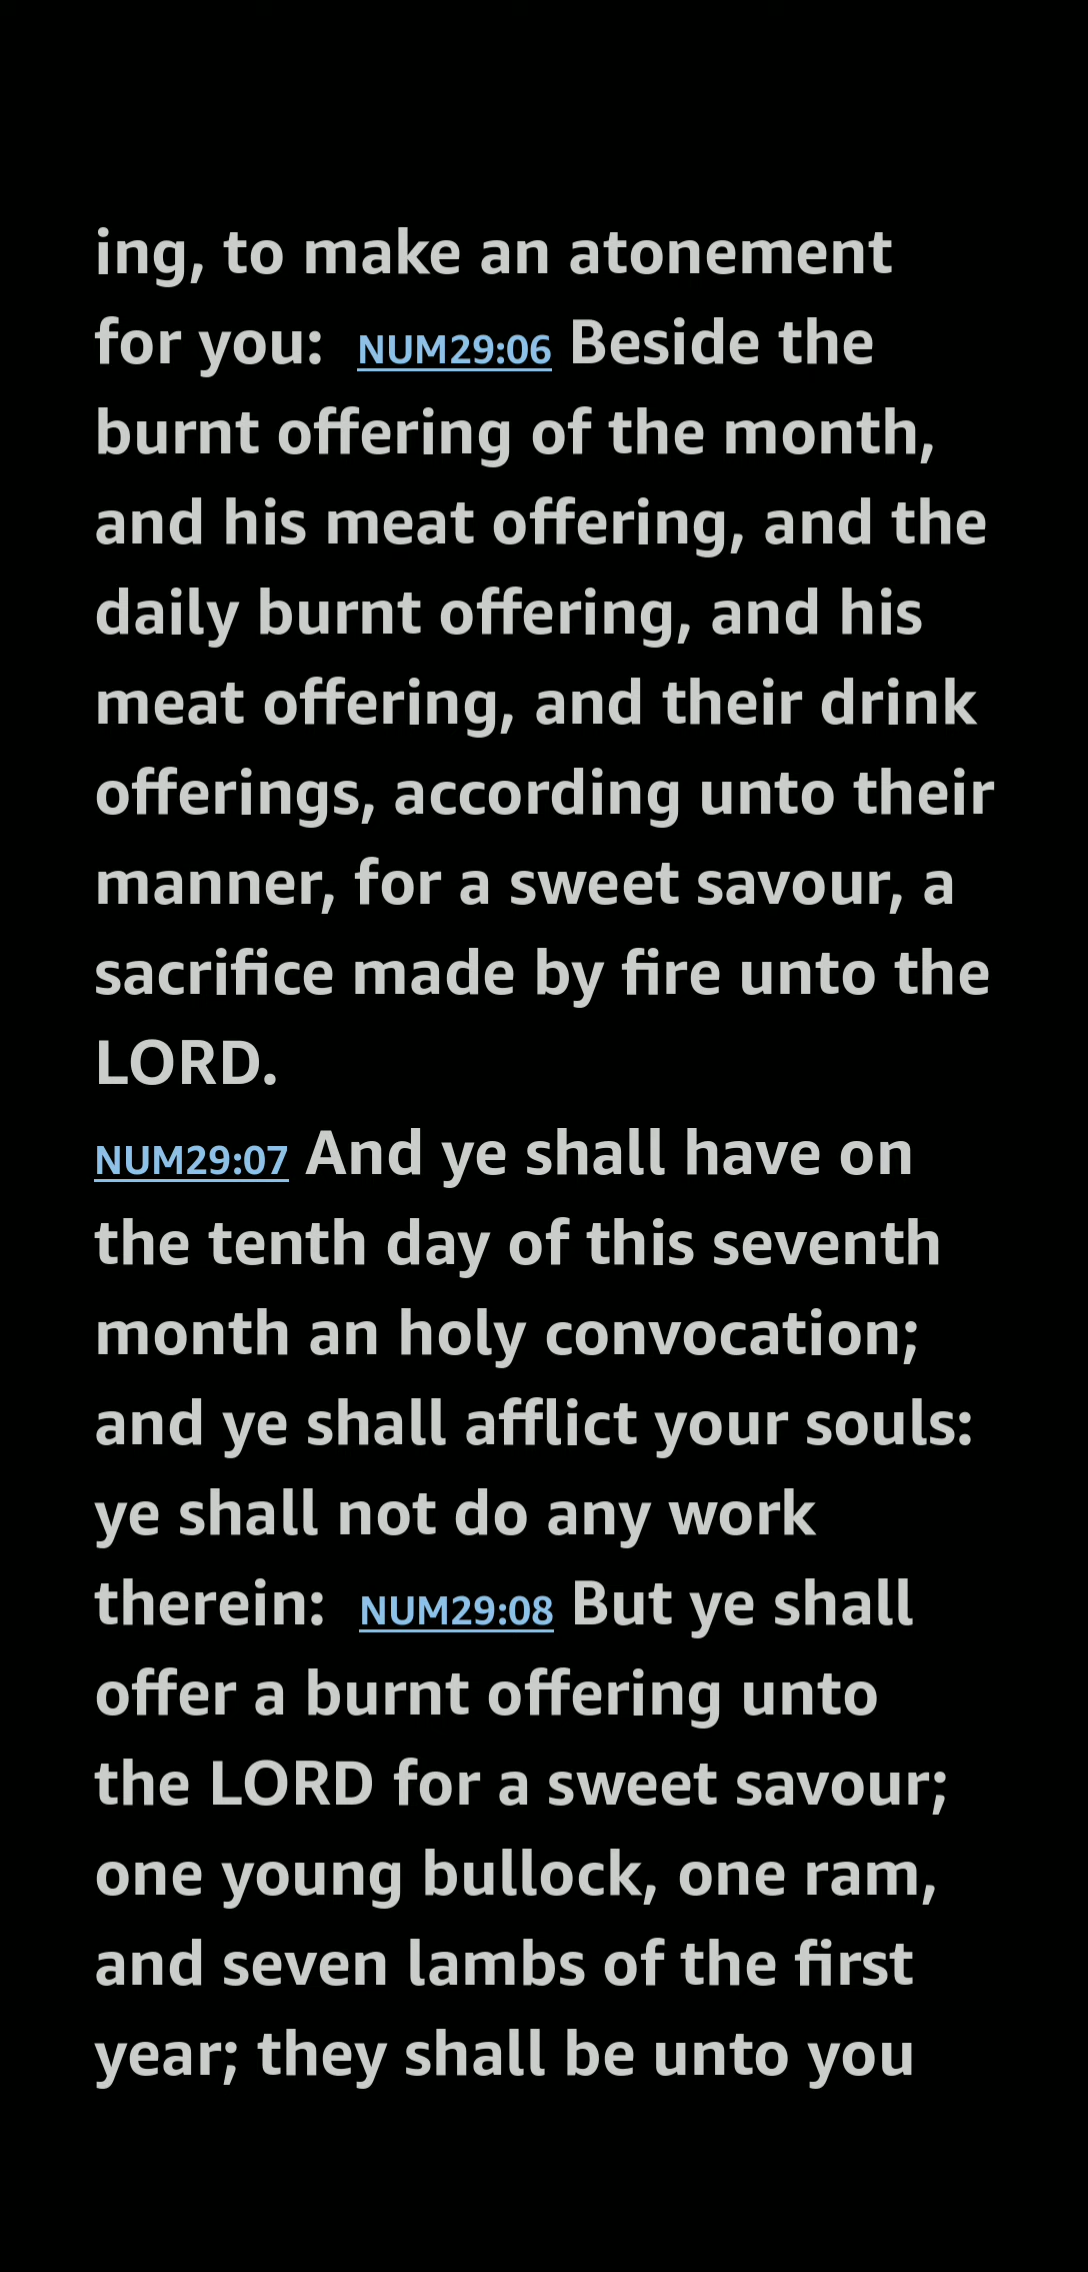 ing, to make an atonement
for you: NUM29:06 Beside the
burnt offering of the month,
and his meat offering, and the
daily burnt offering, and his
meat offering, and their drink
offerings, according unto their
manner, for a sweet savour, a
sacrifice made by fire unto the
LORD.
NUM29:07 And ye shall have on
the tenth day of this seventh
month an holy convocation;
and ye shall afflict your souls:
ye shall not do any work
therein: NUM29:08 But ye shall
offer a burnt offering unto
the LORD for a sweet savour;
one young bullock, one ram,
and seven lambs of the first
year; they shall be unto you